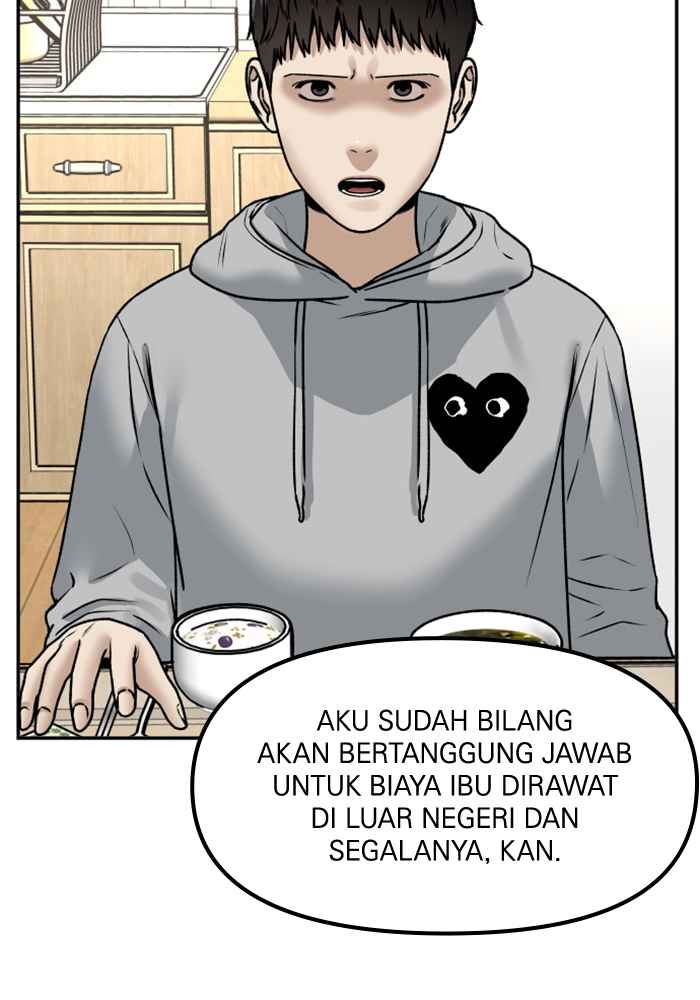 AKU SUDAH BILANG
AKAN BERTANGGUNG JAWAB
UNTUK BIAYA IBU DIRAWAT
DI LUAR NEGERI DAN
SEGALANYA, KAN.